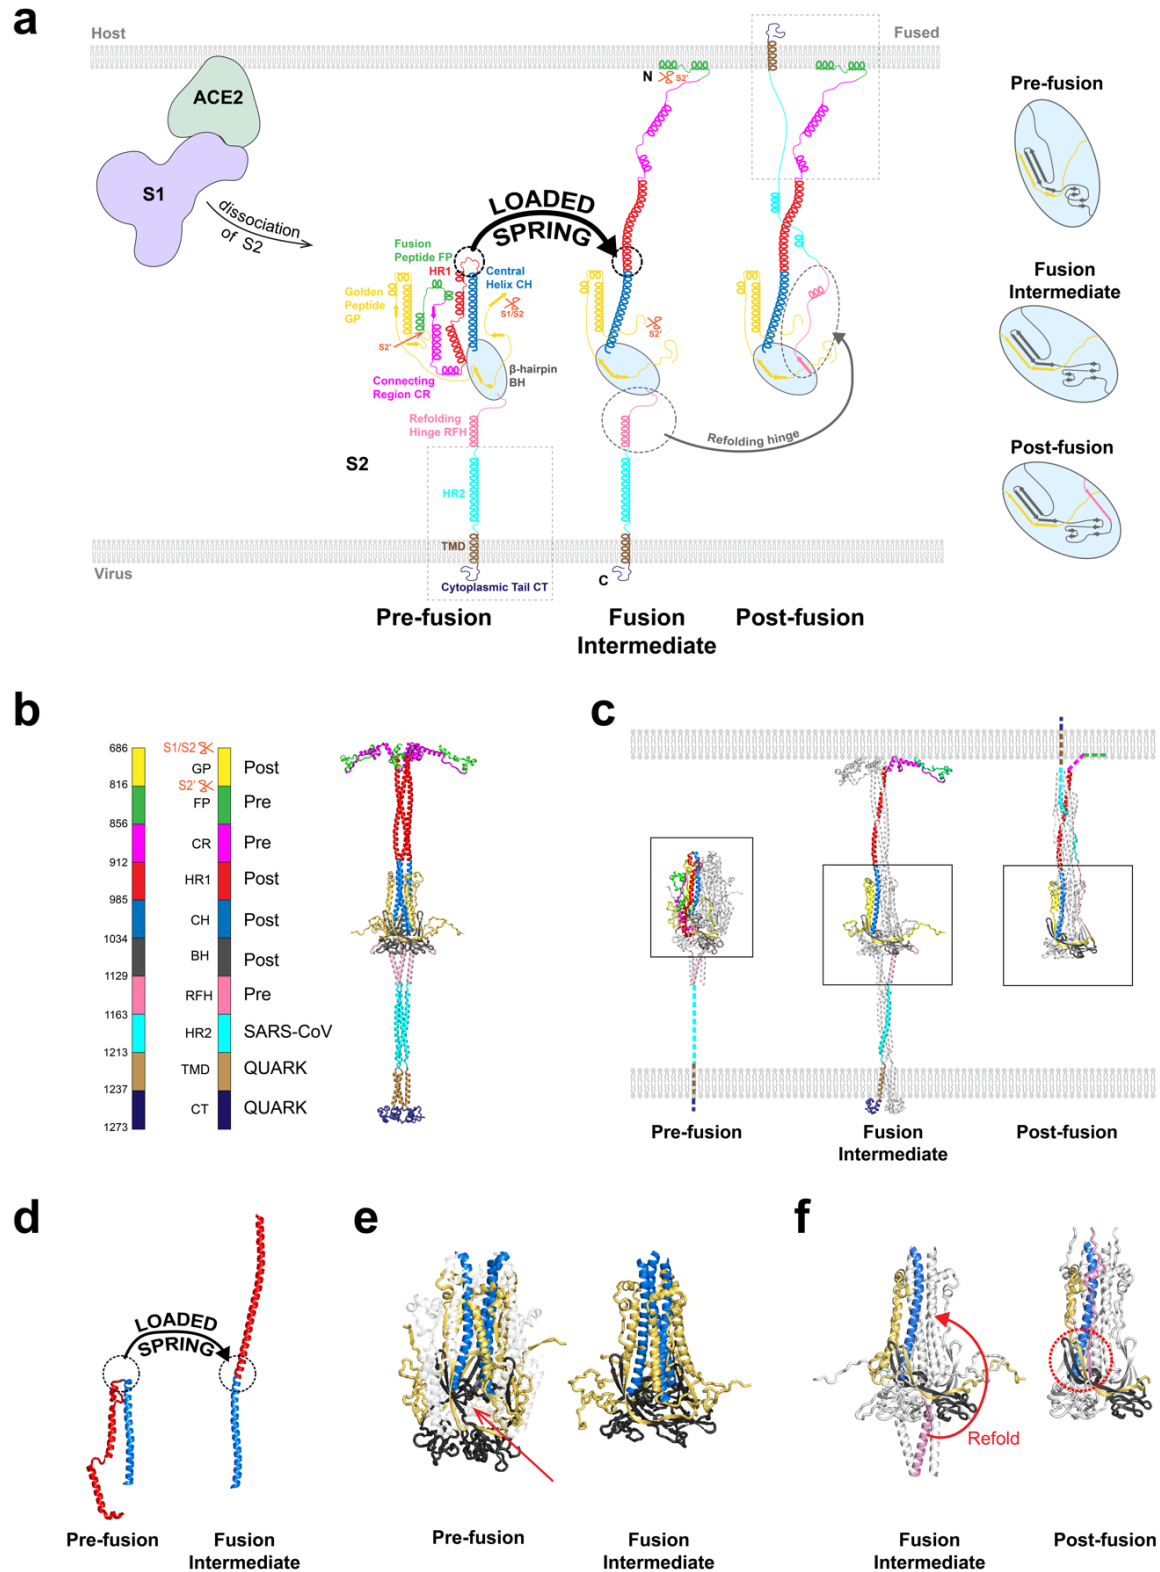 a
Host
Fused
ACE2
S1
dissociation
of S2
LOADED
SPRING
N
S2'
Fusion
Peptide FP
HR1
Central
Helix CH
Golden
Peptide
GP
S1/S2
S2'
S2'
β-hairpin
BH
Connecting
Region CR
Refolding
Hinge RFH
Refolding hinge
S2
HR2
TMD
Virus
Cytoplasmic Tail CT
C
Pre-fusion
Fusion
Intermediate
Post-fusion
Pre-fusion
Fusion
Intermediate
Post-fusion
b
686
S1/S2
GP
Post
816
S2'
FP
Pre
856
CR
Pre
912
HR1
Post
985
CH
Post
1034
BH
Post
1129
RFH
Pre
1163
HR2
SARS-CoV
1213
TMD
QUARK
1237
CT
QUARK
1273
c
Pre-fusion
Fusion
Intermediate
Post-fusion
d
LOADED
SPRING
Pre-fusion
Fusion
Intermediate
e
Pre-fusion
Fusion
Intermediate
f
Refold
Fusion
Intermediate
Post-fusion